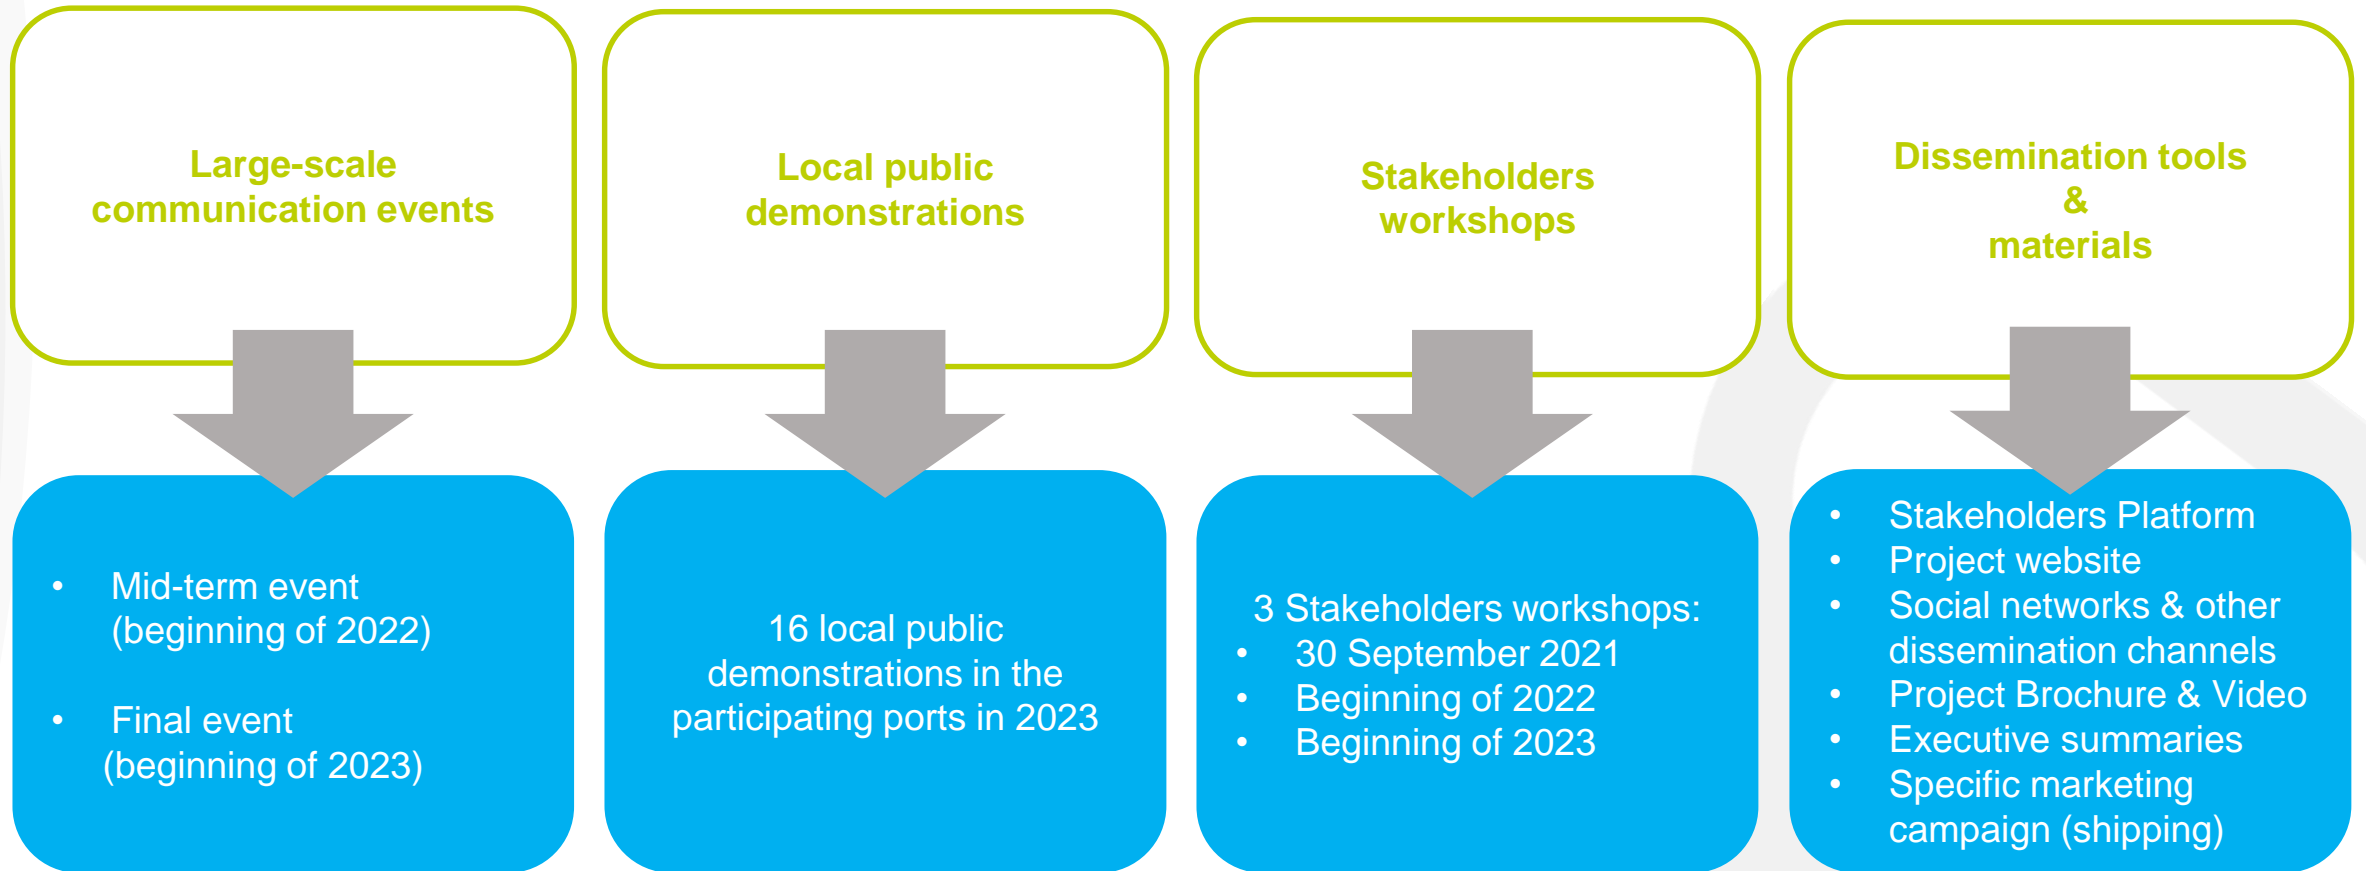 Large-scale
communication events
Local public
demonstrations
Stakeholders
workshops
Dissemination tools
&
materials
• Mid-term event
(beginning of 2022)
• Final event
(beginning of 2023)
16 local public
demonstrations in the
participating ports in 2023
3 Stakeholders workshops:
• 30 September 2021
• Beginning of 2022
• Beginning of 2023
• Stakeholders Platform
• Project website
• Social networks & other
dissemination channels
• Project Brochure & Video
• Executive summaries
• Specific marketing
campaign (shipping)